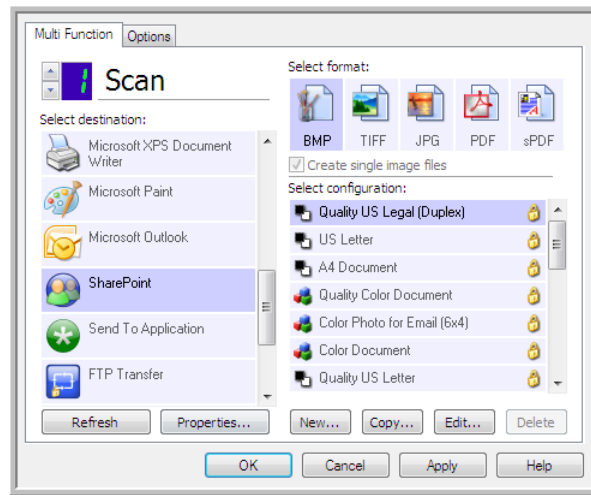 Multi Function
Options
1
Scan
Select destination:
Microsoft XPS Document
Writer
Microsoft Paint
Microsoft Outlook
SharePoint
Send To Application
FTP Transfer
Refresh
Properties...
Select format:
BMP
TIFF
JPG
PDF
sPDF
Create single image files
Select configuration:
Quality US Legal (Duplex)
US Letter
A4 Document
Quality Color Document
Color Photo for Email (6x4)
Color Document
Quality US Letter
New...
Copy...
Edit...
Delete
OK
Cancel
Apply
Help